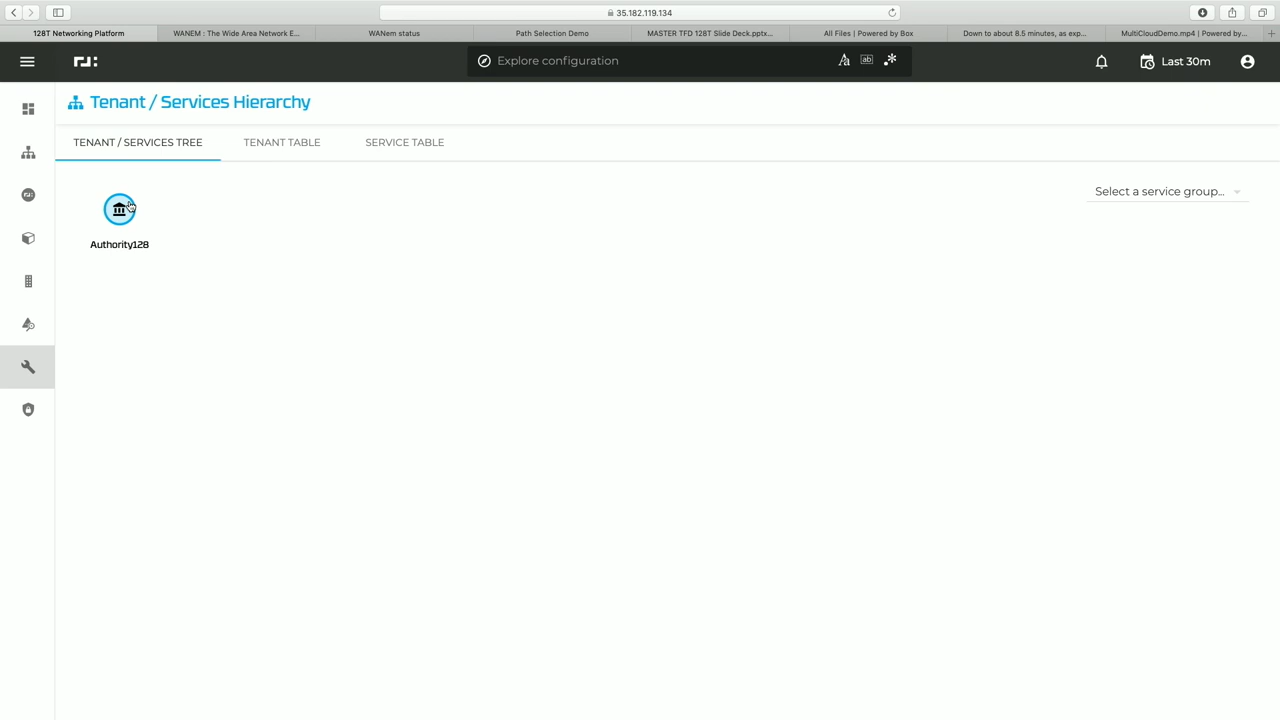 35.182.119.134
128T Networking Platform
WANEM : The Wide Area Network E...
WANem status
Path Selection Demo
MASTER TFD 128T Slide Deck.pptx...
All Files | Powered by Box
Down to about 8.5 minutes, as exp...
MultiCloudDemo.mp4 | Powered by...
Explore configuration
Last 30m
Tenant / Services Hierarchy
TENANT / SERVICES TREE
TENANT TABLE
SERVICE TABLE
Select a service group...
Authority128